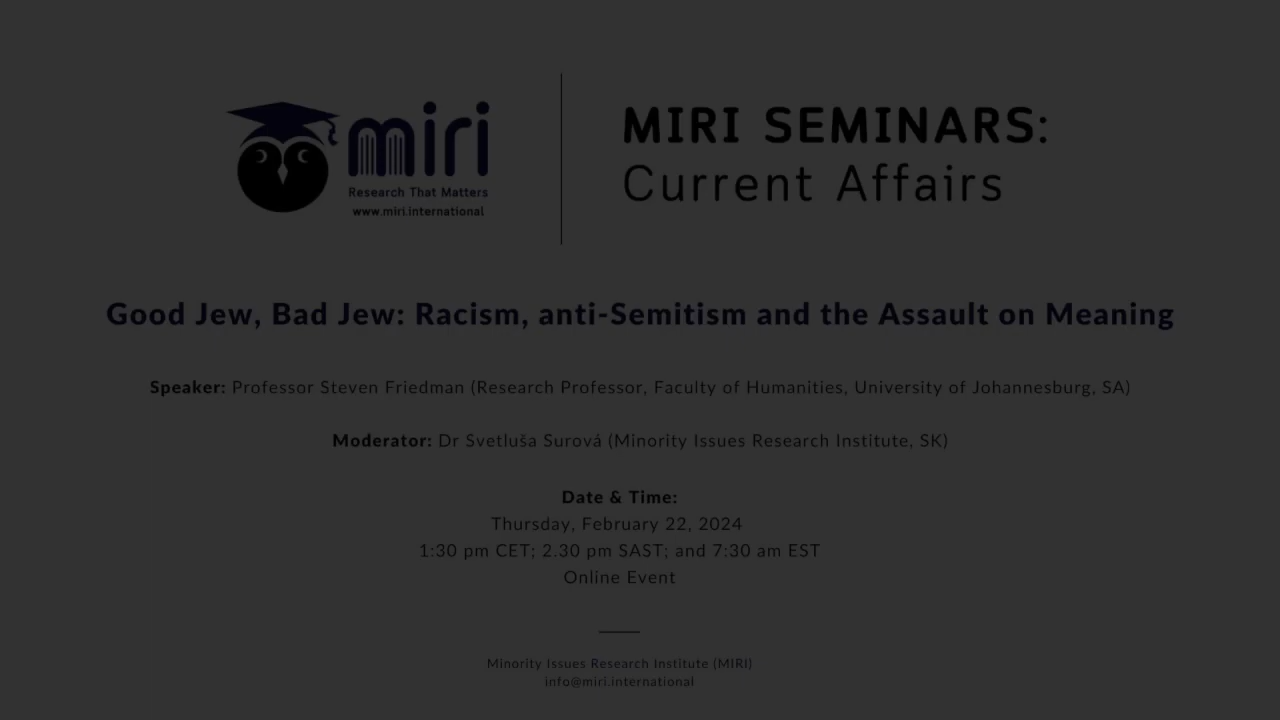 miri
Research That Matters
www.miri.international
MIRI SEMINARS:
Current Affairs
Good Jew, Bad Jew: Racism, anti-Semitism and the Assault on Meaning
Speaker: Professor Steven Friedman (Research Professor, Faculty of Humanities, University of Johannesburg, SA)
Moderator: Dr Svetluša Surová (Minority Issues Research Institute, SK)
Date & Time:
Thursday, February 22, 2024
1:30 pm CET; 2.30 pm SAST; and 7:30 am EST
Online Event
Minority Issues Research Institute (MIRI)
info@miri.international